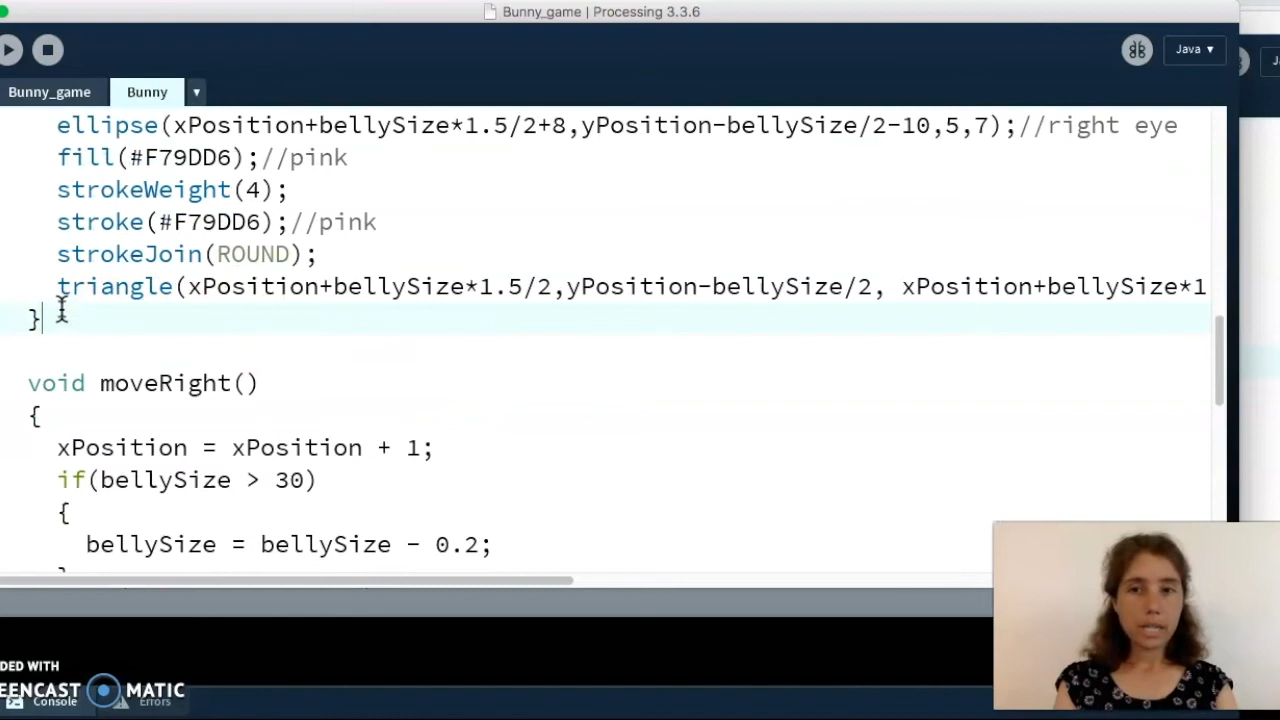 Bunny_game | Processing 3.3.6
Java ▾
Bunny_game Bunny ▾
ellipse(xPosition+bellySize*1.5/2+8,yPosition-bellySize/2-10,5,7);//right eye
fill(#F79DD6);//pink
strokeWeight(4);
stroke(#F79DD6);//pink
strokeJoin(ROUND);
triangle(xPosition+bellySize*1.5/2,yPosition-bellySize/2, xPosition+bellySize*1
}
void moveRight()
{
xPosition = xPosition + 1;
if(bellySize > 30)
{
bellySize = bellySize - 0.2;
DED WITH
EENCAST MATIC
Console Errors